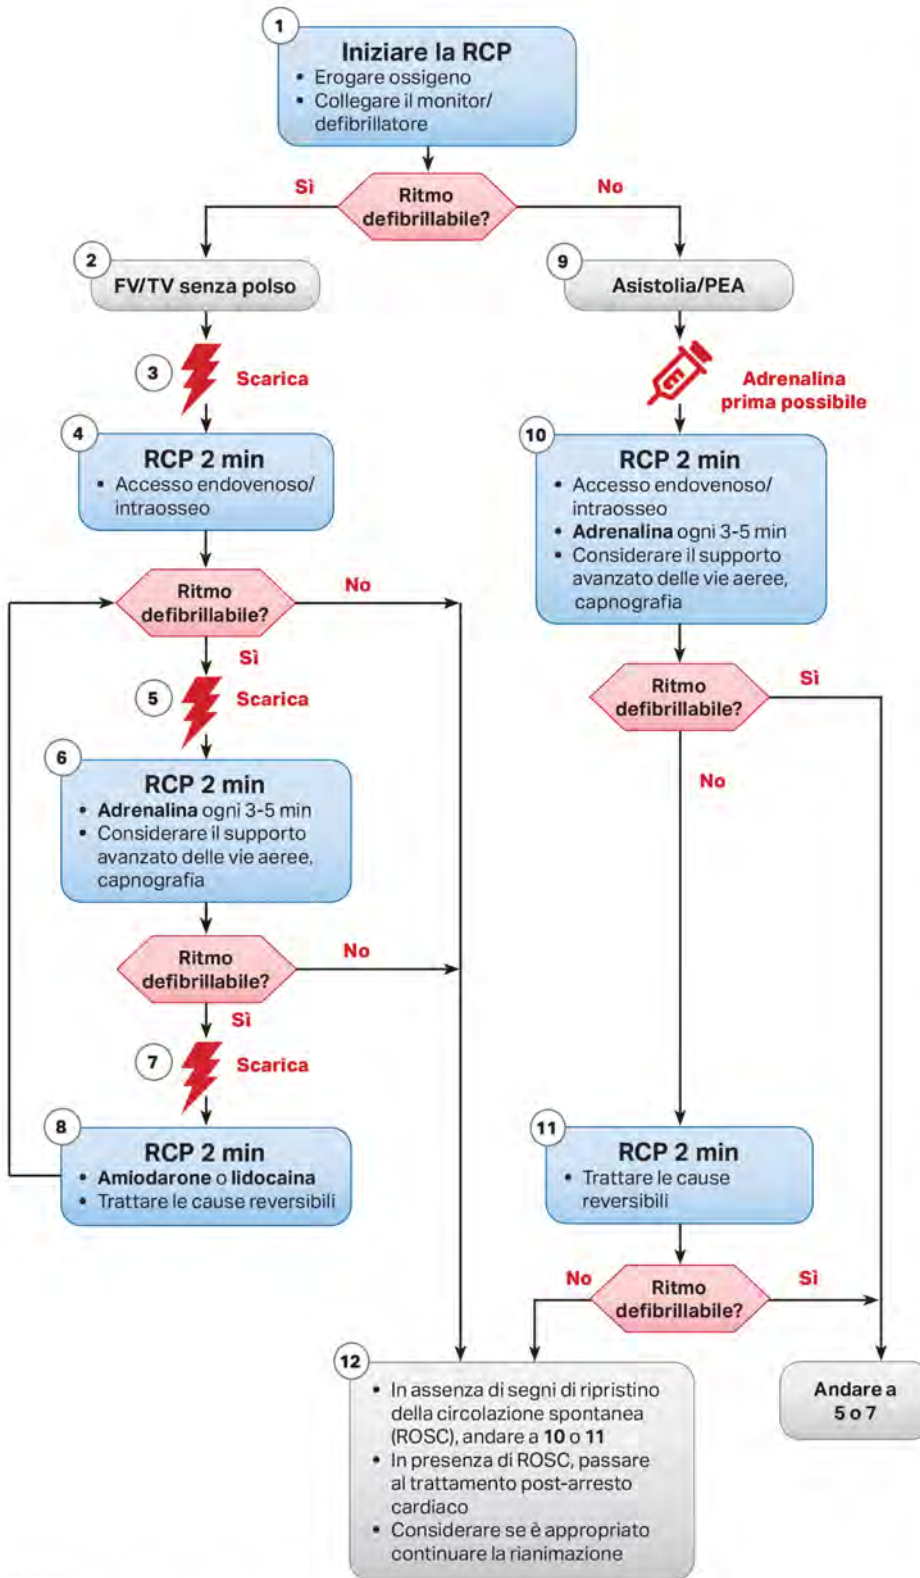 1
Iniziare la RCP
• Erogare ossigeno
• Collegare il monitor/
defibrillatore
Sì
Ritmo
defibrillabile?
No
2
FV/TV senza polso
3
Scarica
4
RCP 2 min
• Accesso endovenoso/
intraosseo
Ritmo
defibrillabile?
No
Sì
5
Scarica
6
RCP 2 min
• Adrenalina ogni 3-5 min
• Considerare il supporto
avanzato delle vie aeree,
capnografia
Ritmo
defibrillabile?
No
Sì
7
Scarica
8
RCP 2 min
• Amiodarone o lidocaina
• Trattare le cause reversibili
9
Asistolia/PEA
Adrenalina
prima possibile
10
RCP 2 min
• Accesso endovenoso/
intraosseo
• Adrenalina ogni 3-5 min
• Considerare il supporto
avanzato delle vie aeree,
capnografia
Ritmo
defibrillabile?
Sì
No
11
RCP 2 min
• Trattare le cause
reversibili
No
Ritmo
defibrillabile?
Sì
12
• In assenza di segni di ripristino
della circolazione spontanea
(ROSC), andare a 10 o 11
• In presenza di ROSC, passare
al trattamento post-arresto
cardiaco
• Considerare se è appropriato
continuare la rianimazione
Andare a
5 o 7